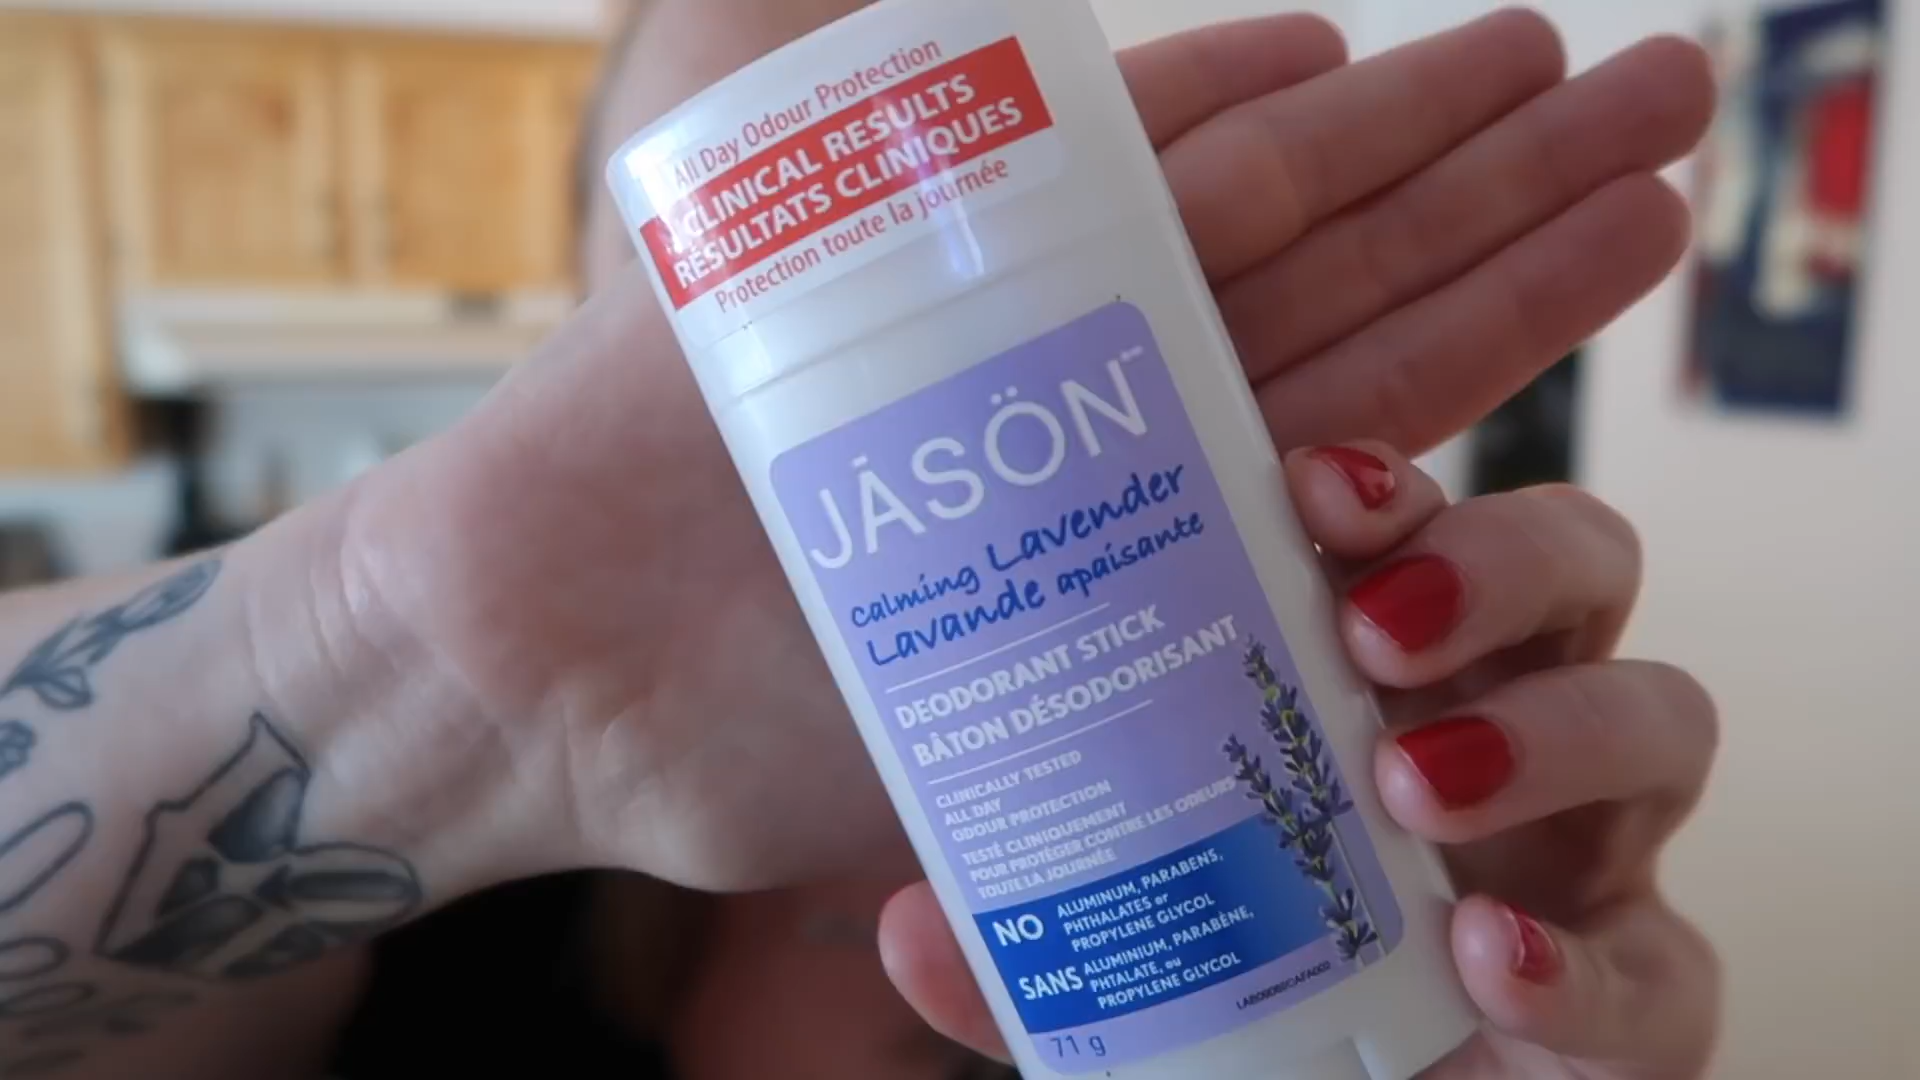 All Day Odour Protection
CLINICAL RESULTS
RÉSULTATS CLINIQUES
Protection toute la journée
JĀSÖN
calming Lavender
Lavande apaisante
DEODORANT STICK
BÂTON DÉSODORISANT
CLINICALLY TESTED
ALL DAY
ODOUR PROTECTION
TESTÉ CLINIQUEMENT
POUR PROTÉGER CONTRE LES ODEURS
TOUTE LA JOURNÉE
NO ALUMINUM, PARABENS,
PHTHALATES or
PROPYLENE GLYCOL
SANS ALUMINIUM, PARABÈNE,
PHTALATE, ou
PROPYLENE GLYCOL
71 g